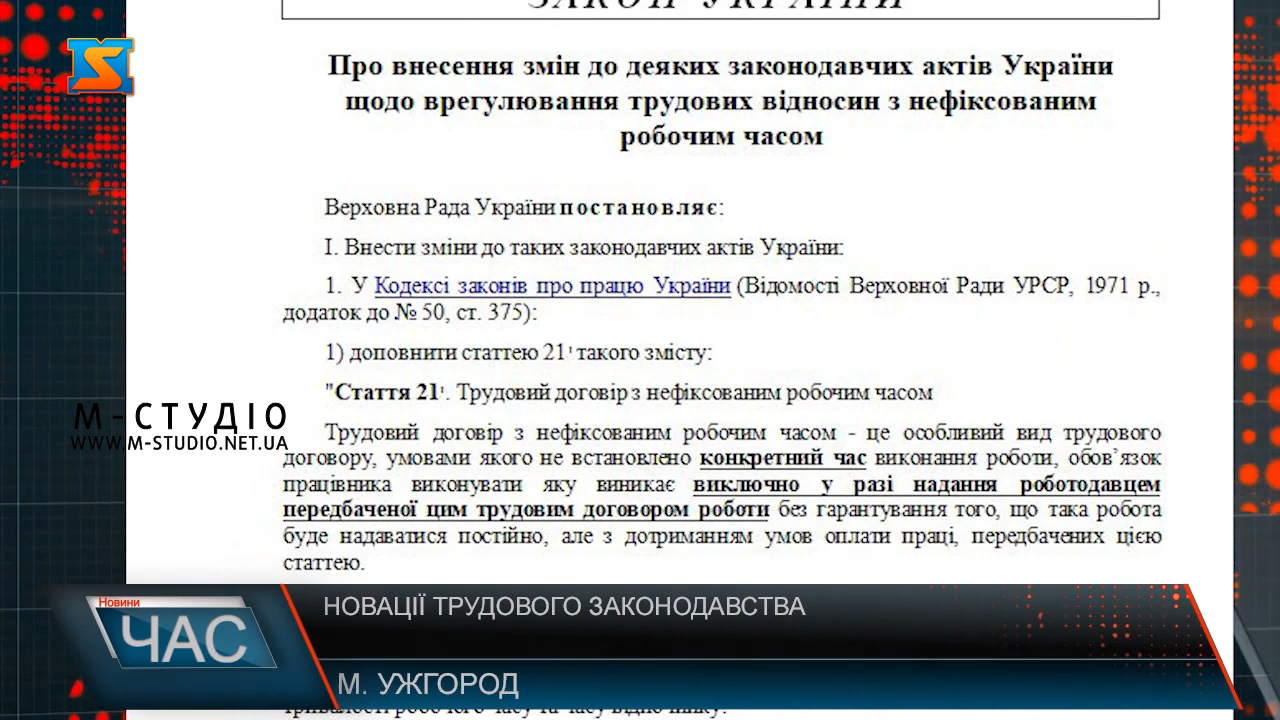 ЗАКОН УКРАЇНИ
Про внесення змін до деяких законодавчих актів України
щодо врегулювання трудових відносин з нефіксованим
робочим часом
Верховна Рада України постановляє:
І. Внести зміни до таких законодавчих актів України:
1. У Кодексі законів про працю України (Відомості Верховної Ради УРСР, 1971 р.,
додаток до № 50, ст. 375):
1) доповнити статтею 21¹ такого змісту:
"Стаття 21¹. Трудовий договір з нефіксованим робочим часом
Трудовий договір з нефіксованим робочим часом - це особливий вид трудового
договору, умовами якого не встановлено конкретний час виконання роботи, обов’язок
працівника виконувати яку виникає виключно у разі надання роботодавцем
передбаченої цим трудовим договором роботи без гарантування того, що така робота
буде надаватися постійно, але з дотриманням умов оплати праці, передбачених цією
статтею.
М-СТУДІО
WWW.M-STUDIO.NET.UA
Новини
ЧАС
НОВАЦІЇ ТРУДОВОГО ЗАКОНОДАВСТВА
М. УЖГОРОД
тривалості робочого часу та часу відпочинку.